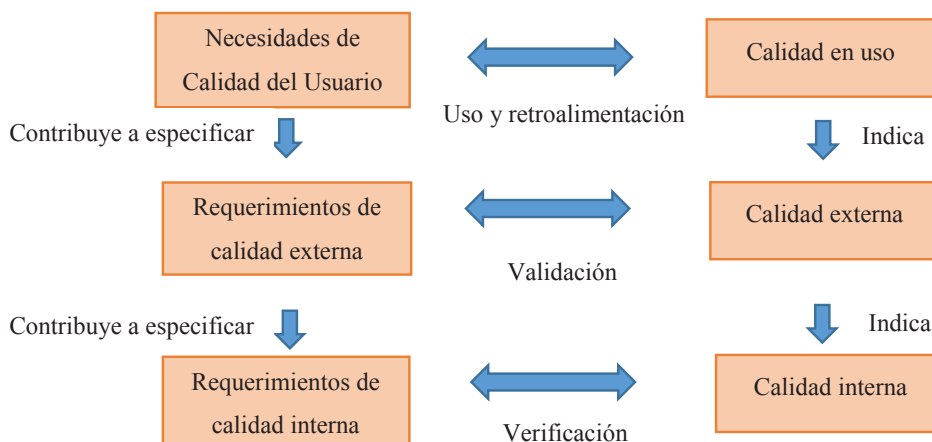 Necesidades de
Calidad del Usuario
Calidad en uso
Uso y retroalimentación
Contribuye a especificar
Indica
Requerimientos de
calidad externa
Calidad externa
Validación
Contribuye a especificar
Indica
Requerimientos de
calidad interna
Calidad interna
Verificación